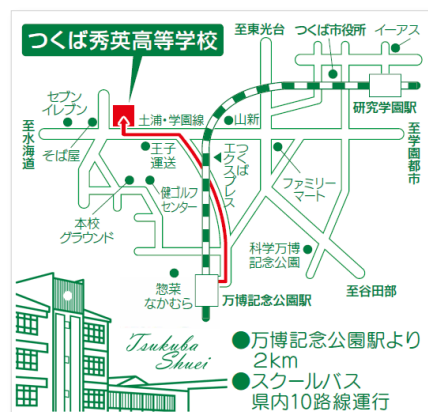 つくば秀英高等学校
至東光台
つくば市役所
イーアス
研究学園駅
セブン
イレブン
至水海道
そば屋
土浦・学園線
山新
至学園都市
王子
運送
つくば
エクスプレス
ファミリー
マート
健ゴルフ
センター
本校
グラウンド
科学万博
記念公園
惣菜
なかむら
万博記念公園駅
至谷田部
Tsukuba
Shuei
●万博記念公園駅より
2km
●スクールバス
県内10路線運行